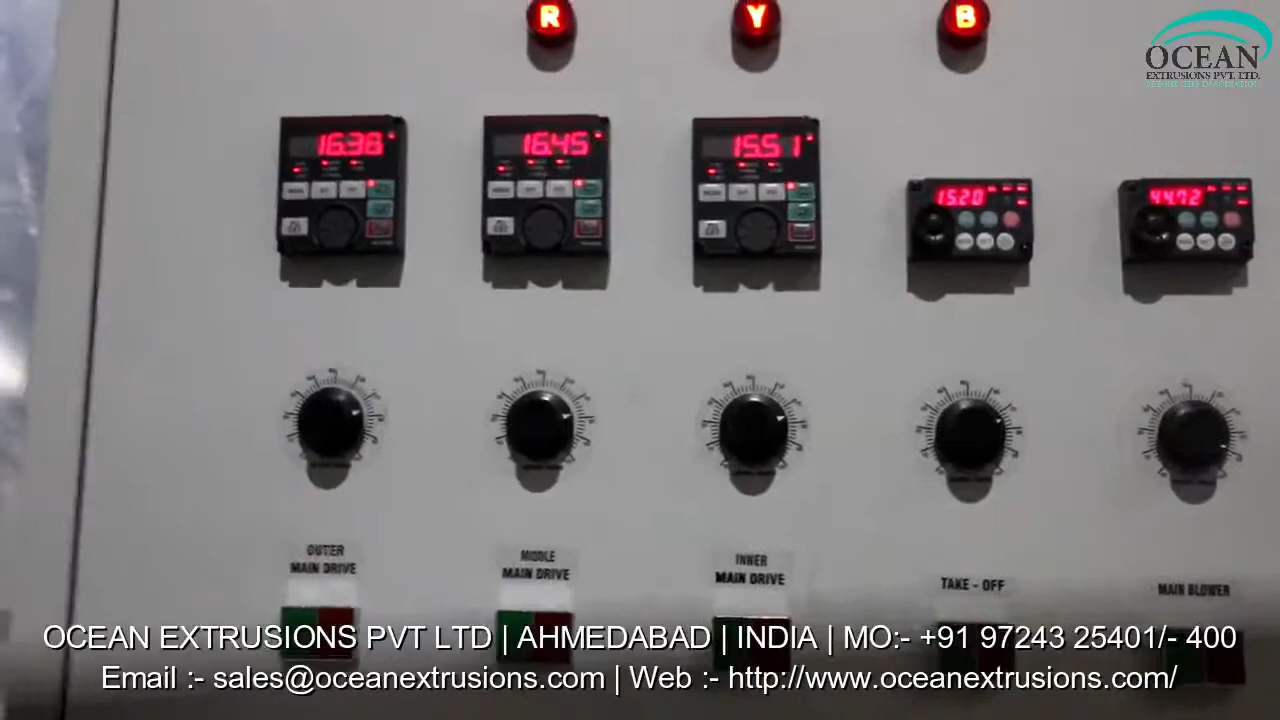 R Y B
OCEAN
EXTRUSIONS PVT. LTD.
16.38 16.45 15.51
15.20 44.72
OUTER
MAIN DRIVE
MIDDLE
MAIN DRIVE
INNER
MAIN DRIVE
TAKE - OFF
MAIN BLOWER
OCEAN EXTRUSIONS PVT LTD | AHMEDABAD | INDIA | MO:- +91 97243 25401/- 400
Email :- sales@oceanextrusions.com | Web :- http://www.oceanextrusions.com/